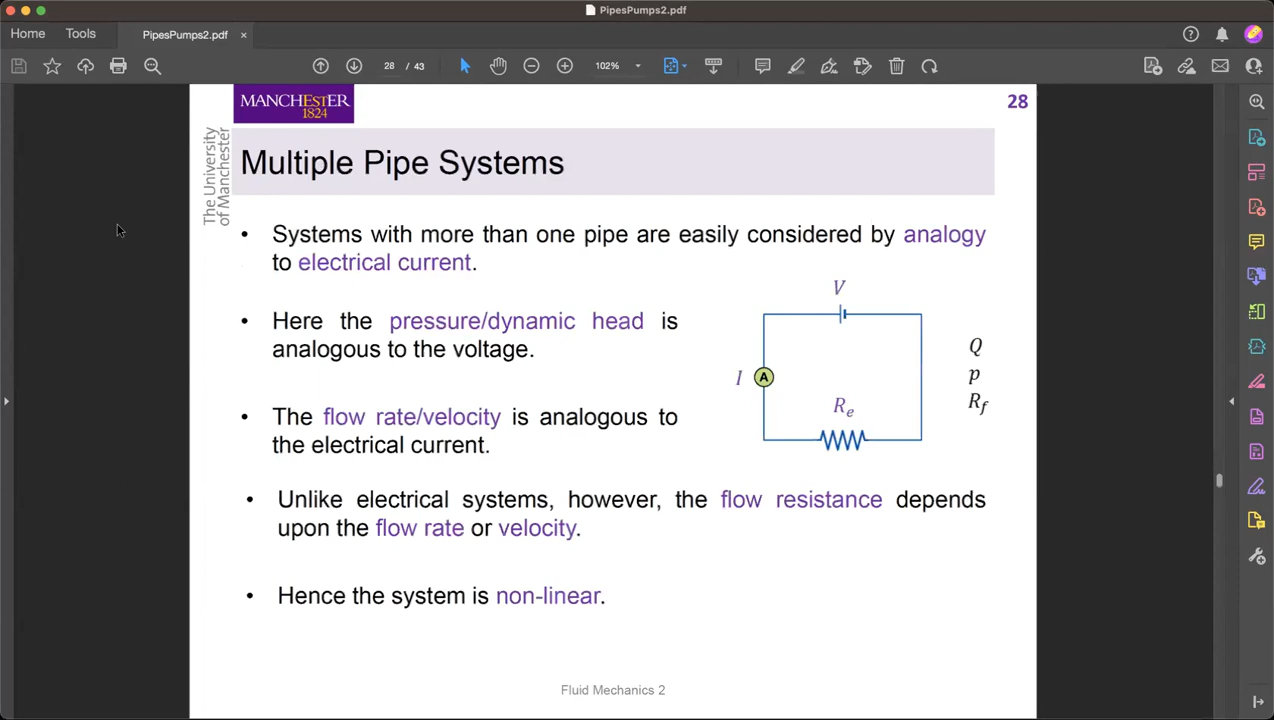 PipesPumps2.pdf
Home
Tools
PipesPumps2.pdf
28 / 43
102%
MANCHESTER
1824
The University
of Manchester
28
Multiple Pipe Systems
• Systems with more than one pipe are easily considered by analogy
to electrical current.
• Here the pressure/dynamic head is
analogous to the voltage.
• The flow rate/velocity is analogous to
the electrical current.
V
I
A
R_e
Q
p
R_f
• Unlike electrical systems, however, the flow resistance depends
upon the flow rate or velocity.
• Hence the system is non-linear.
Fluid Mechanics 2